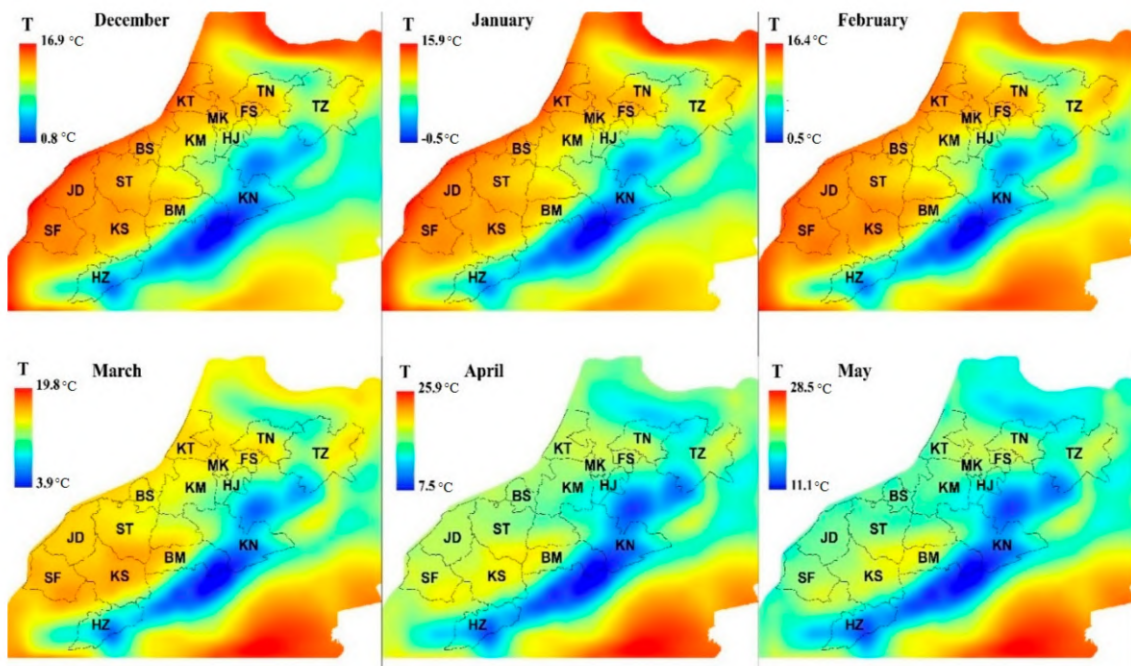 T December
16.9 °C
0.8 °C
TN
KT
FS
TZ
MK
KM
HJ
BS
ST
JD
KN
BM
SF
KS
HZ
T January
15.9 °C
-0.5 °C
TN
KT
FS
TZ
MK
KM
HJ
BS
ST
JD
KN
BM
SF
KS
HZ
T February
16.4 °C
0.5 °C
TN
KT
FS
TZ
MK
KM
HJ
BS
ST
JD
KN
BM
SF
KS
HZ
T March
19.8 °C
3.9 °C
TN
KT
FS
TZ
MK
KM
HJ
BS
ST
JD
KN
BM
SF
KS
HZ
T April
25.9 °C
7.5 °C
TN
KT
FS
TZ
MK
KM
HJ
BS
ST
JD
KN
BM
SF
KS
HZ
T May
28.5 °C
11.1 °C
TN
KT
FS
TZ
MK
KM
HJ
BS
ST
JD
KN
BM
SF
KS
HZ